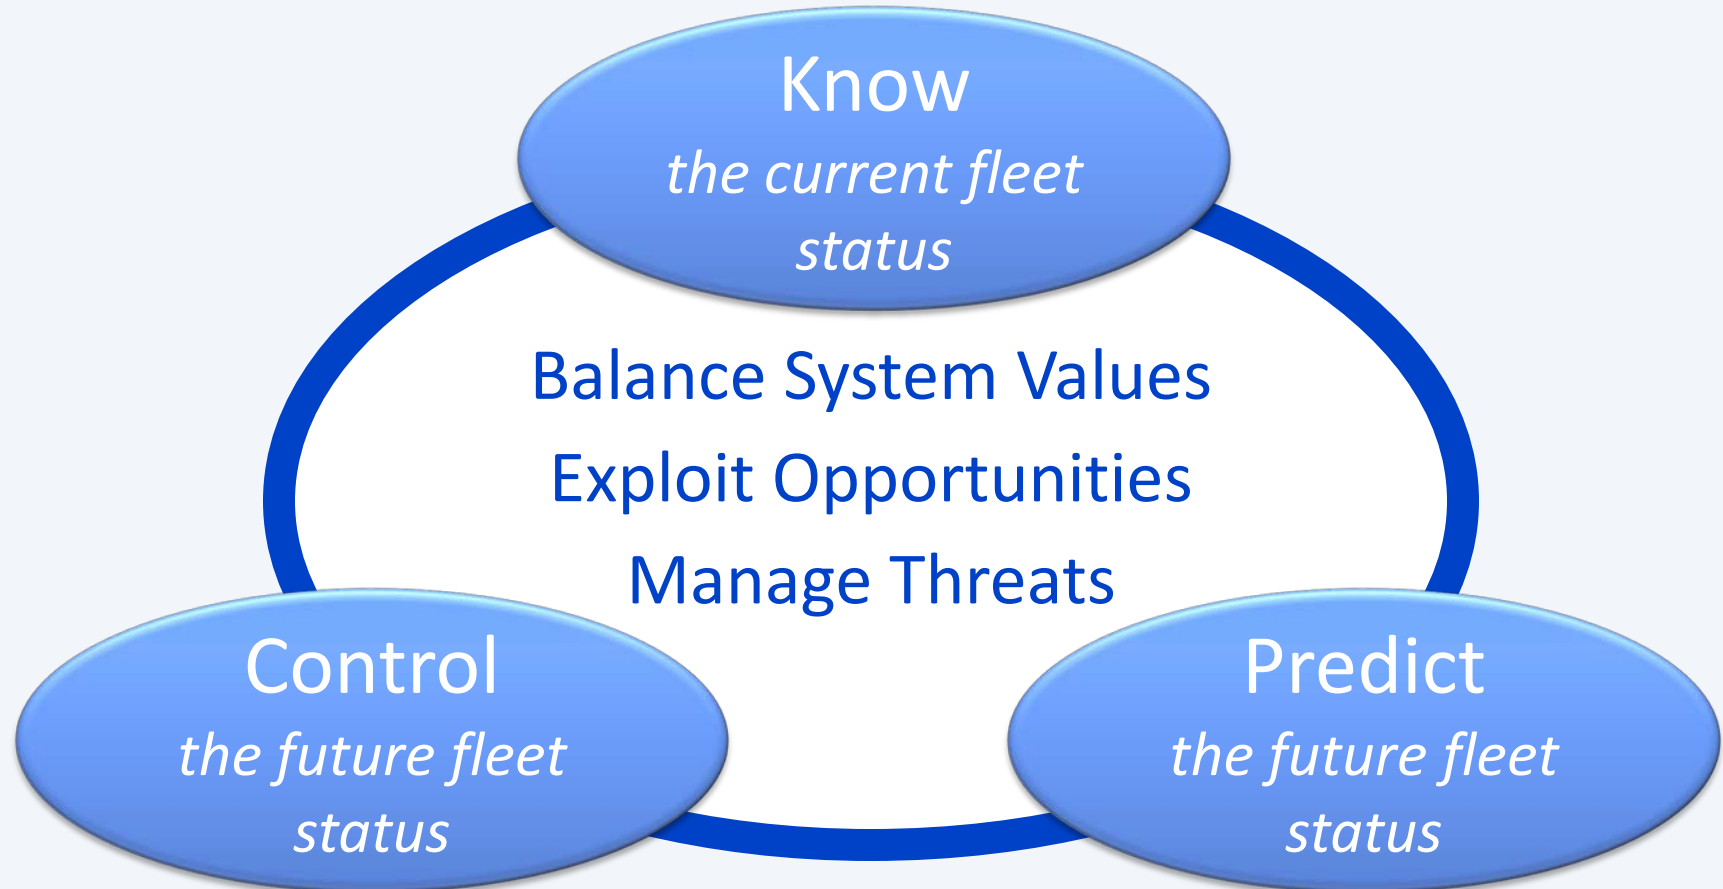 Know
the current fleet
status
Balance System Values
Exploit Opportunities
Manage Threats
Control
the future fleet
status
Predict
the future fleet
status